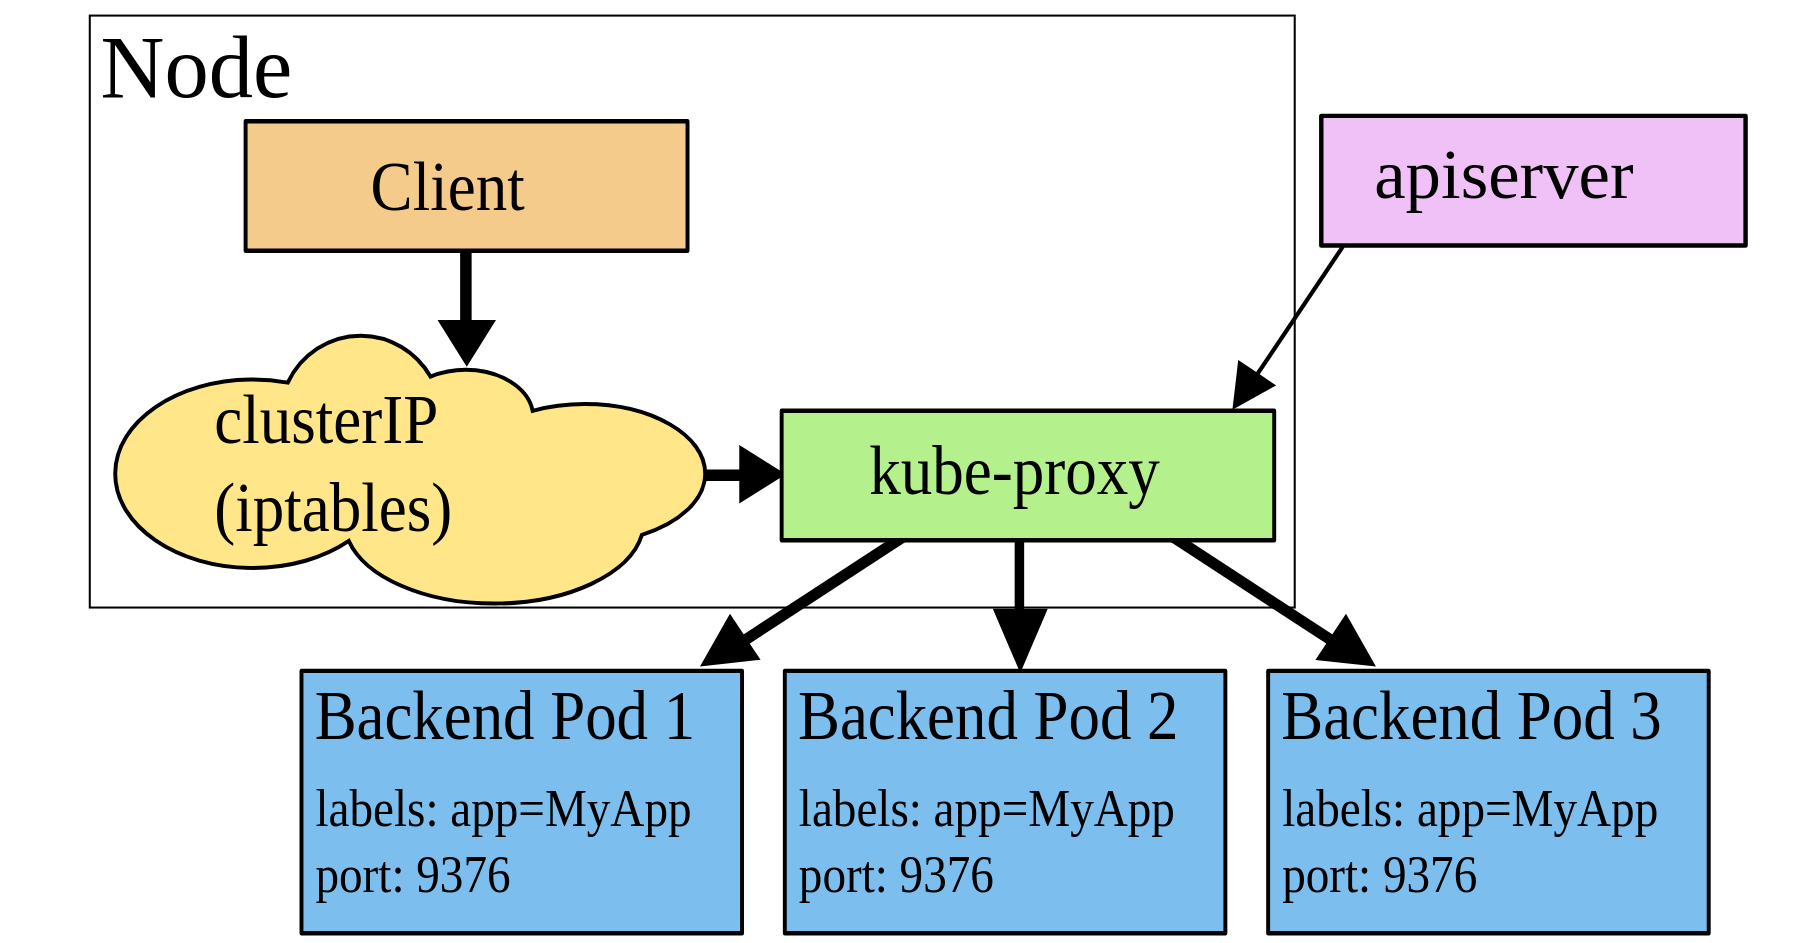 Node
Client
apiserver
clusterIP
(iptables)
kube-proxy
Backend Pod 1
labels: app=MyApp
port: 9376
Backend Pod 2
labels: app=MyApp
port: 9376
Backend Pod 3
labels: app=MyApp
port: 9376